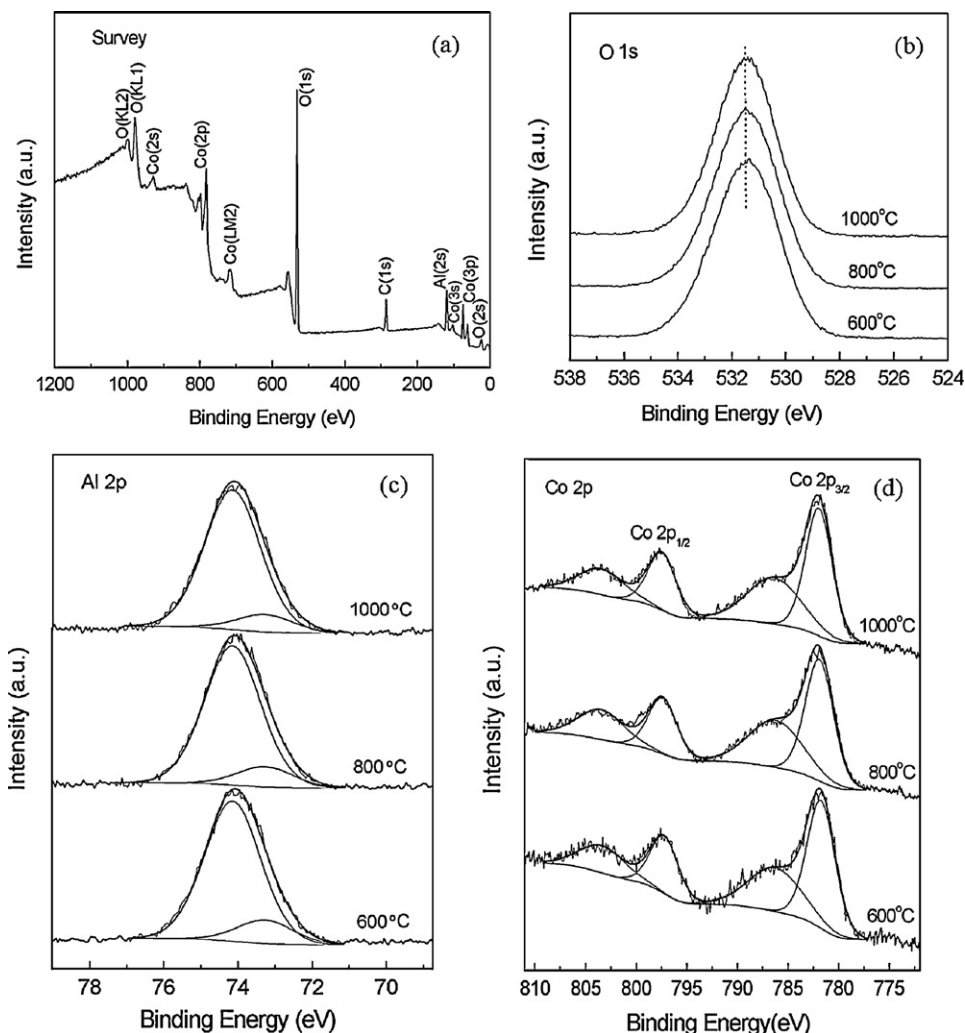 Survey
(a)
O(KL2)
O(KL1)
Co(2s)
Co(2p)
Co(LM2)
O(1s)
C(1s)
Al(2s)
Co(3s)
Co(3p)
O(2s)
Intensity (a.u.)
1200 1000 800 600 400 200 0
Binding Energy (eV)
O 1s
(b)
1000°C
800°C
600°C
Intensity (a.u.)
538 536 534 532 530 528 526 524
Binding Energy (eV)
Al 2p
(c)
1000°C
800°C
600°C
Intensity (a.u.)
78 76 74 72 70
Binding Energy (eV)
Co 2p
Co 2p3/2
(d)
Co 2p1/2
1000°C
800°C
600°C
Intensity (a.u.)
810 805 800 795 790 785 780 775
Binding Energy(eV)